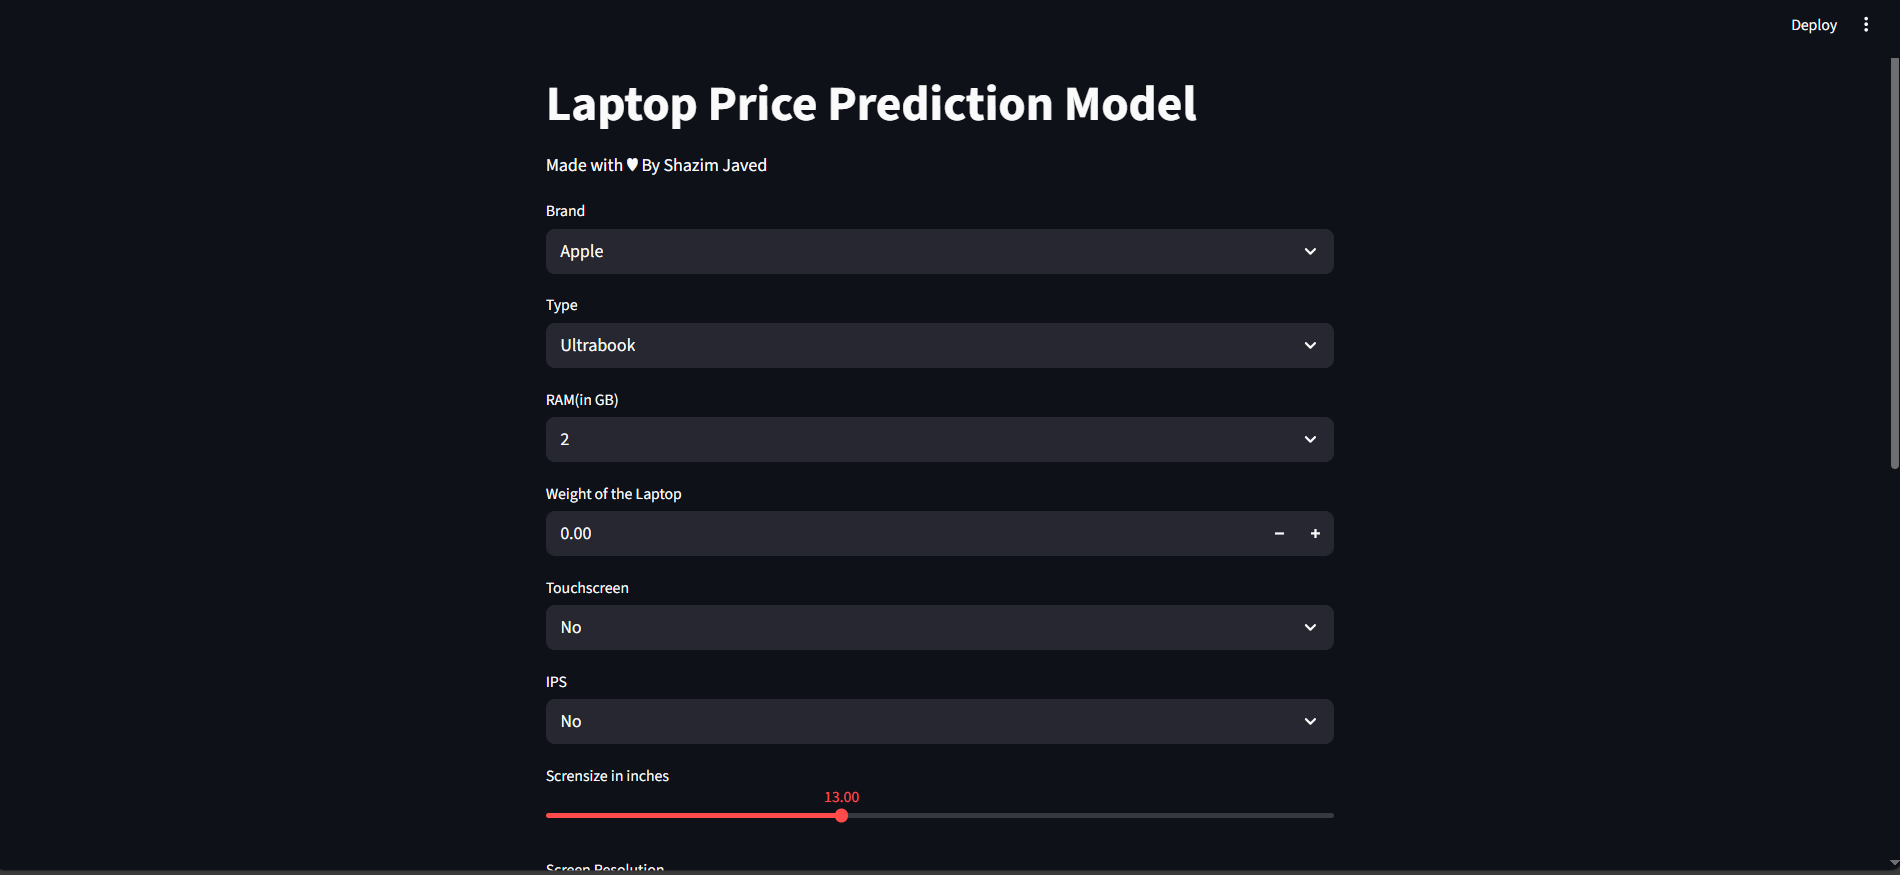 Deploy
Laptop Price Prediction Model
Made with ♥ By Shazim Javed
Brand
Apple
Type
Ultrabook
RAM(in GB)
2
Weight of the Laptop
0.00
Touchscreen
No
IPS
No
Scrensize in inches
13.00
Screen Resolution